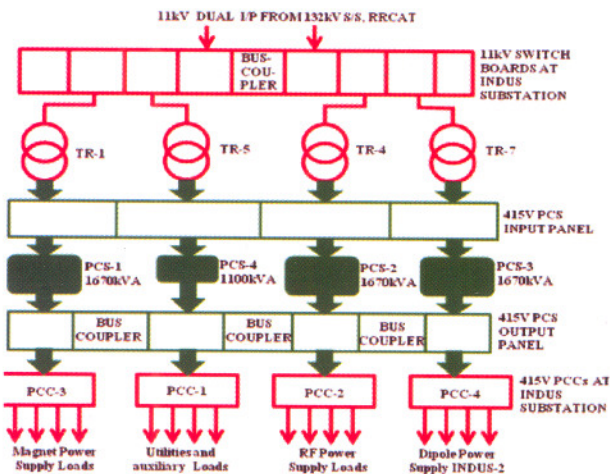 11kV DUAL I/P FROM 132kV S/S, RRCAT
BUS-
COU-
PLER
11kV SWITCH
BOARDS AT
INDUS
SUBSTATION
TR-1
TR-5
TR-4
TR-7
415V PCS
INPUT PANEL
PCS-1
1670kVA
PCS-4
1100kVA
PCS-2
1670kVA
PCS-3
1670kVA
BUS
COUPLER
BUS
COUPLER
BUS
COUPLER
415V PCS
OUTPUT
PANEL
PCC-3
PCC-1
PCC-2
PCC-4
415V PCCs AT
INDUS
SUBSTATION
Magnet Power
Supply Loads
Utilities and
auxiliary Loads
RF Power
Supply Loads
Dipole Power
Supply INDUS-2